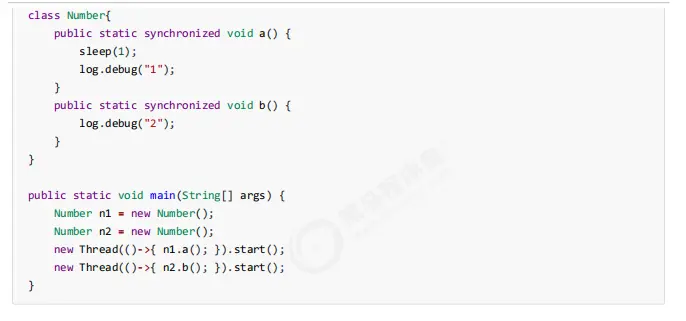 class Number{
    public static synchronized void a() {
        sleep(1);
        log.debug("1");
    }
    public static synchronized void b() {
        log.debug("2");
    }
}

public static void main(String[] args) {
    Number n1 = new Number();
    Number n2 = new Number();
    new Thread(()->{ n1.a(); }).start();
    new Thread(()->{ n2.b(); }).start();
}